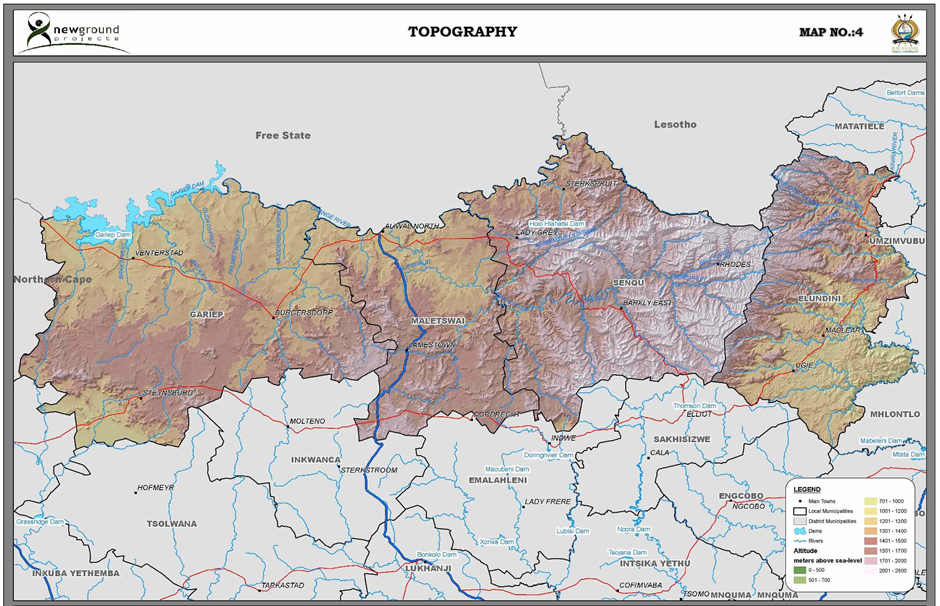 newground
projects
TOPOGRAPHY
MAP NO.:4
Belfort Dams
MATATIELE
Free State
Lesotho
STERKSPRUIT
GARIEP DAM
ORANGE RIVER
Gariep Dam
ALIWAL NORTH
Holo Hlahatsi Dam
LADY GREY
UMZIMVUBU
VENTERSTAD
RHODES
Northern Cape
SENQU
ELUNDINI
BARKLY EAST
GARIEP
BURGERSDORP
MALETSWAI
MACLEAR
JAMESTOWN
UGIE
STEYNSBURG
Thomson Dam
DORDRECHT
ELLIOT
MHLONTLO
MOLTENO
INDWE
SAKHISIZWE
Mabeleni Dam
Doringrivier Dam
CALA
Mtata Dam
INKWANCA
STERKSTROOM
Macubeni Dam
EMALAHLENI
HOFMEYR
LADY FRERE
ENGCOBO
NGCOBO
Grassridge Dam
TSOLWANA
Xonxa Dam
Lubisi Dam
Ncora Dam
Tsojana Dam
Bonkolo Dam
INTSIKA YETHU
INXUBA YETHEMBA
LUKHANJI
TARKASTAD
COFIMVABA
TSOMO
MNQUMA
MNQUMA
LEGEND
Main Towns
Local Municipalities
District Municipalities
Dams
Rivers
Altitude
meters above sea-level
0 - 500
501 - 700
701 - 1000
1001 - 1200
1201 - 1300
1301 - 1400
1401 - 1500
1501 - 1700
1701 - 2000
2001 - 2800